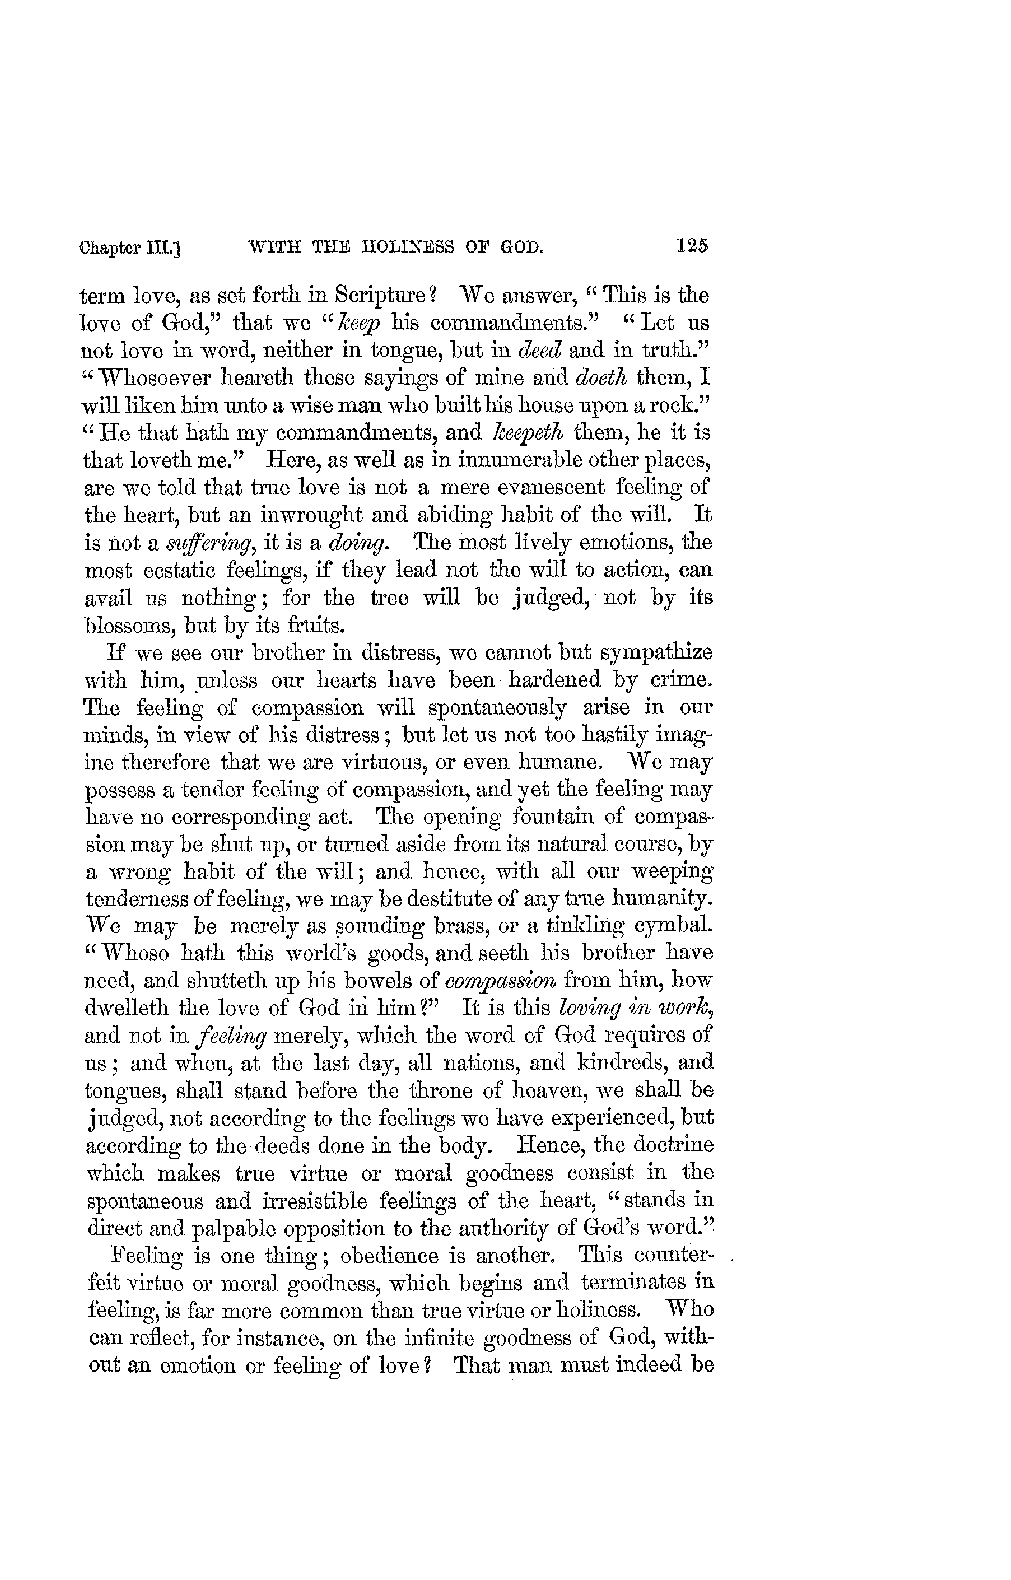 Chapter III.] WITH THE HOLINESS OF GOD. 125
term love, as set forth in Scripture? We answer, “This is the
love of God,” that we “keep his commandments.” “Let us
not love in word, neither in tongue, but in deed and in truth.”
“Whosoever heareth these sayings of mine and doeth them, I
will liken him unto a wise man who built his house upon a rock.”
“He that hath my commandments, and keepeth them, he it is
that loveth me.” Here, as well as in innumerable other places,
are we told that true love is not a mere evanescent feeling of
the heart, but an inwrought and abiding habit of the will. It
is not a suffering, it is a doing. The most lively emotions, the
most ecstatic feelings, if they lead not the will to action, can
avail us nothing; for the tree will be judged, not by its
blossoms, but by its fruits.
If we see our brother in distress, we cannot but sympathize
with him, unless our hearts have been hardened by crime.
The feeling of compassion will spontaneously arise in our
minds, in view of his distress; but let us not too hastily imag-
ine therefore that we are virtuous, or even humane. We may
possess a tender feeling of compassion, and yet the feeling may
have no corresponding act. The opening fountain of compas-
sion may be shut up, or turned aside from its natural course, by
a wrong habit of the will; and hence, with all our weeping
tenderness of feeling, we may be destitute of any true humanity.
We may be merely as sounding brass, or a tinkling cymbal.
“Whoso hath this world’s goods, and seeth his brother have
need, and shutteth up his bowels of compassion from him, how
dwelleth the love of God in him?” It is this loving in work,
and not in feeling merely, which the word of God requires of
us; and when, at the last day, all nations, and kindreds, and
tongues, shall stand before the throne of heaven, we shall be
judged, not according to the feelings we have experienced, but
according to the deeds done in the body. Hence, the doctrine
which makes true virtue or moral goodness consist in the
spontaneous and irresistible feelings of the heart, “stands in
direct and palpable opposition to the authority of God’s word.”
Feeling is one thing; obedience is another. This counter-
feit virtue or moral goodness, which begins and terminates in
feeling, is far more common than true virtue or holiness. Who
can reflect, for instance, on the infinite goodness of God, with-
out an emotion or feeling of love? That man must indeed be